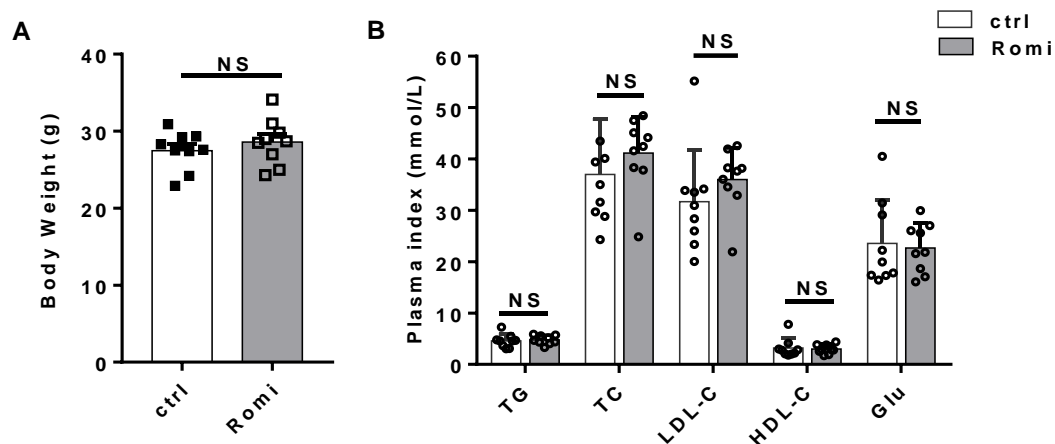 A
Body Weight (g)
40
30
20
10
0
NS
ctrl
Romi
B
ctrl
Romi
Plasma index (mmol/L)
60
50
40
30
20
10
0
NS
NS
NS
NS
NS
TG
TC
LDL-C
HDL-C
Glu